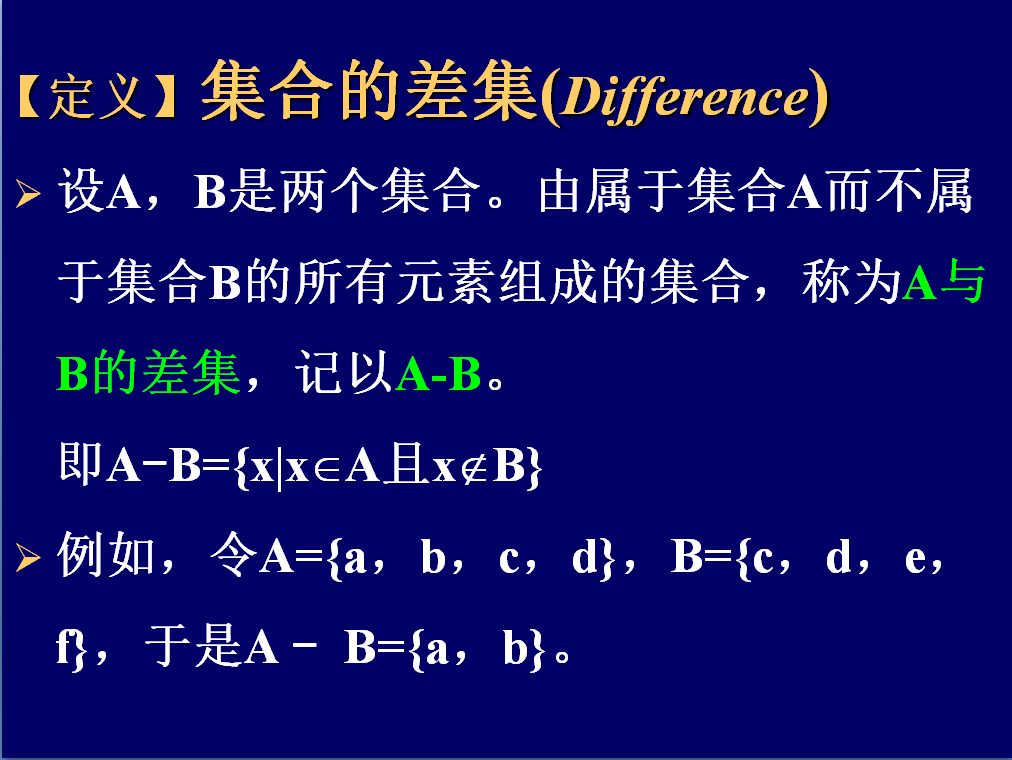 【定义】集合的差集(Difference)
设A，B是两个集合。由属于集合A而不属
于集合B的所有元素组成的集合，称为A与
B的差集，记以A-B。
即A−B={x|x∈A且x∉B}
例如，令A={a，b，c，d}，B={c，d，e，
f}，于是A − B={a，b}。